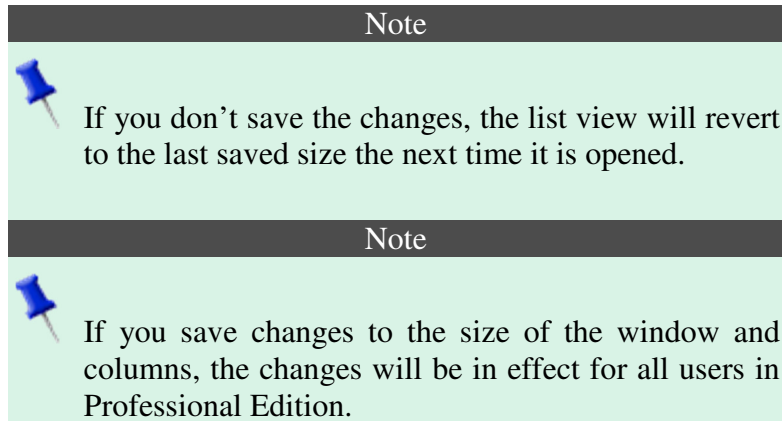 Note
If you don’t save the changes, the list view will revert
to the last saved size the next time it is opened.
Note
If you save changes to the size of the window and
columns, the changes will be in effect for all users in
Professional Edition.